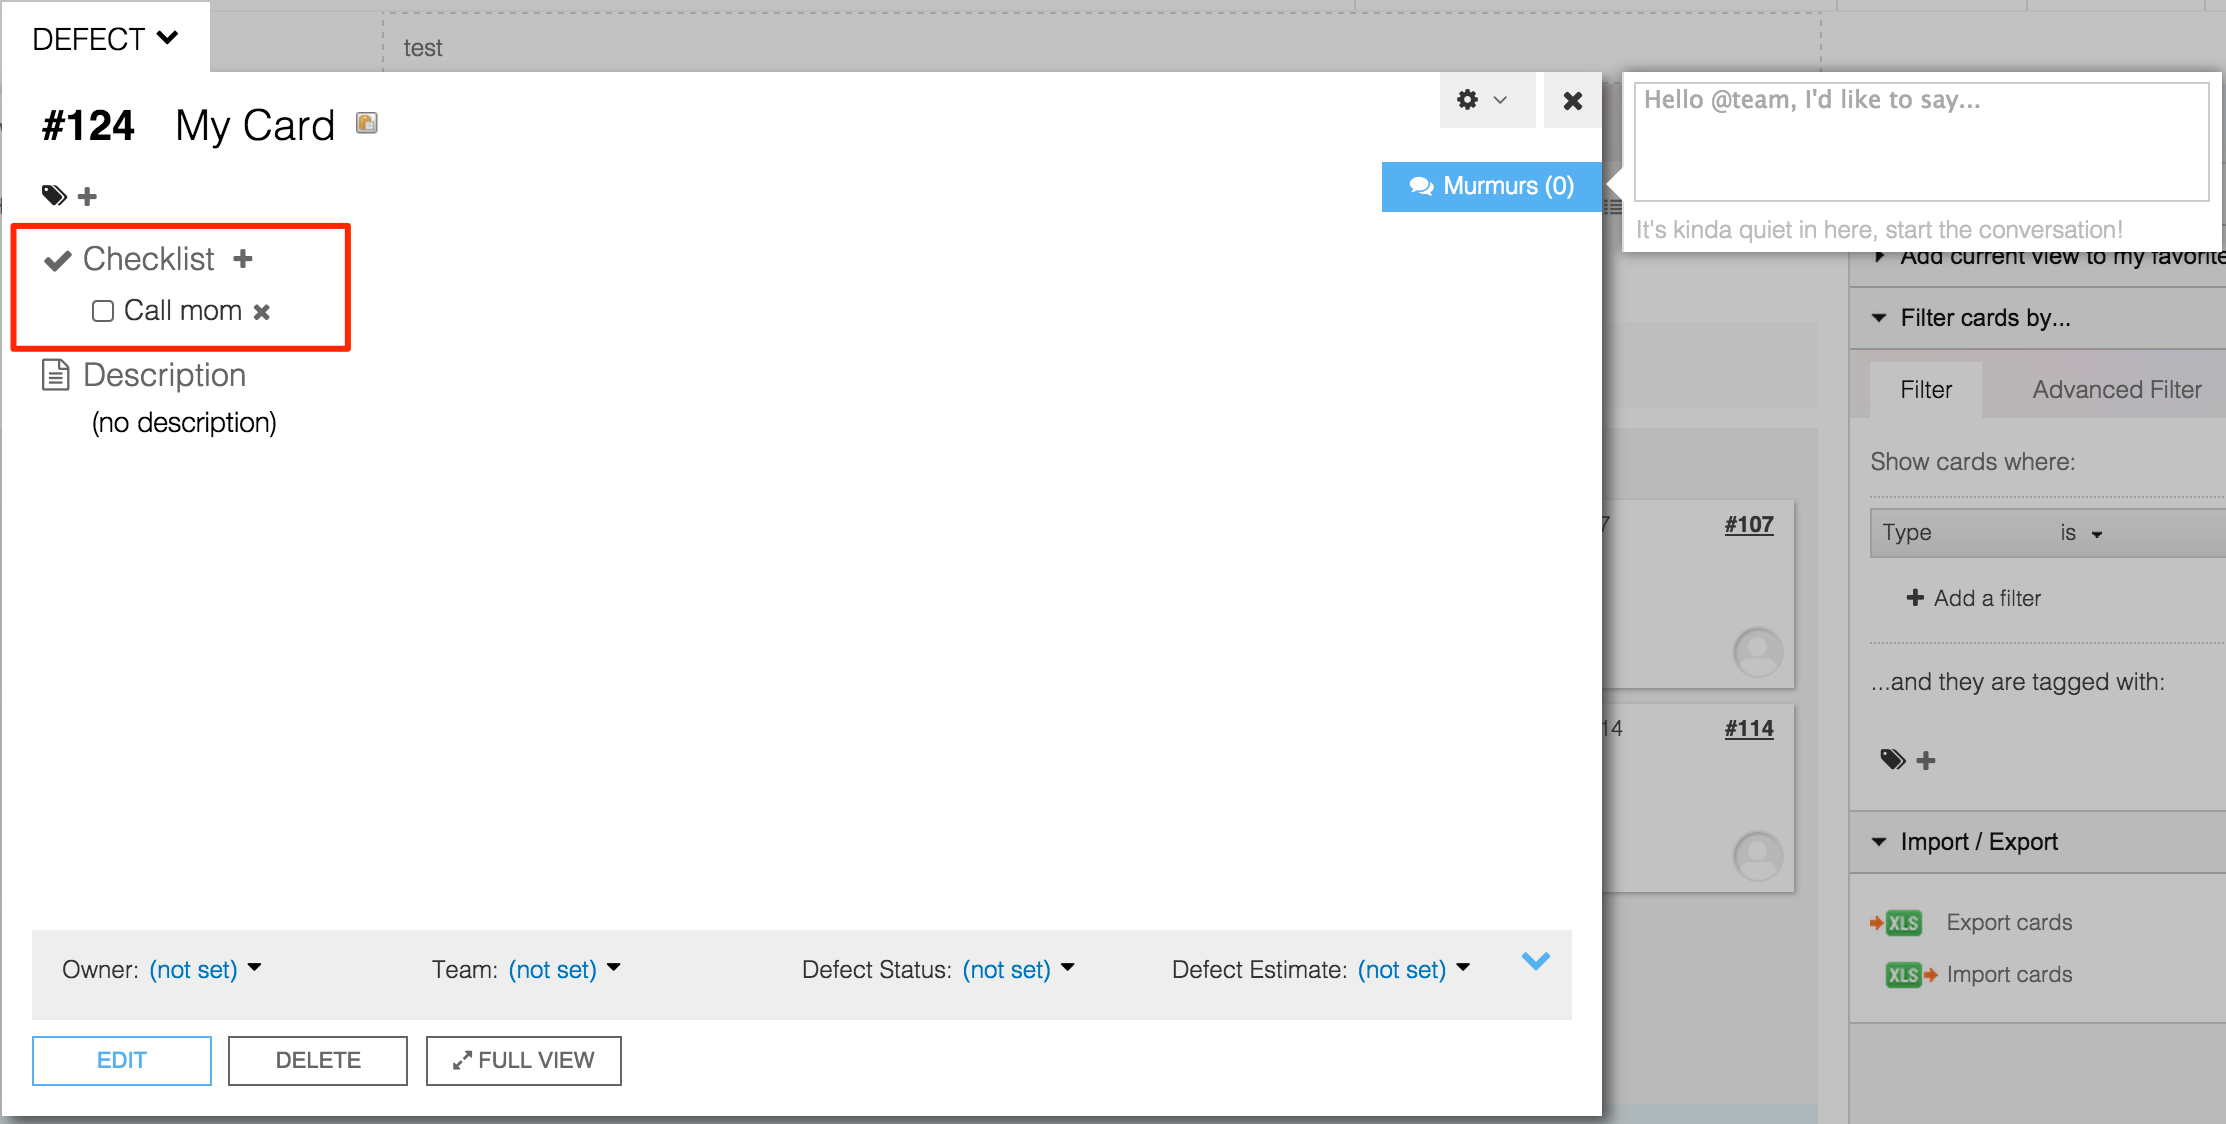 DEFECT
test
#124 My Card
Murmurs (0)
Hello @team, I'd like to say...
It's kinda quiet in here, start the conversation!
Checklist
Call mom
Description
(no description)
Owner: (not set)
Team: (not set)
Defect Status: (not set)
Defect Estimate: (not set)
EDIT
DELETE
FULL VIEW
7 #107
14 #114
Add current view to my favorite
Filter cards by...
Filter
Advanced Filter
Show cards where:
Type is
Add a filter
...and they are tagged with:
Import / Export
XLS Export cards
XLS Import cards